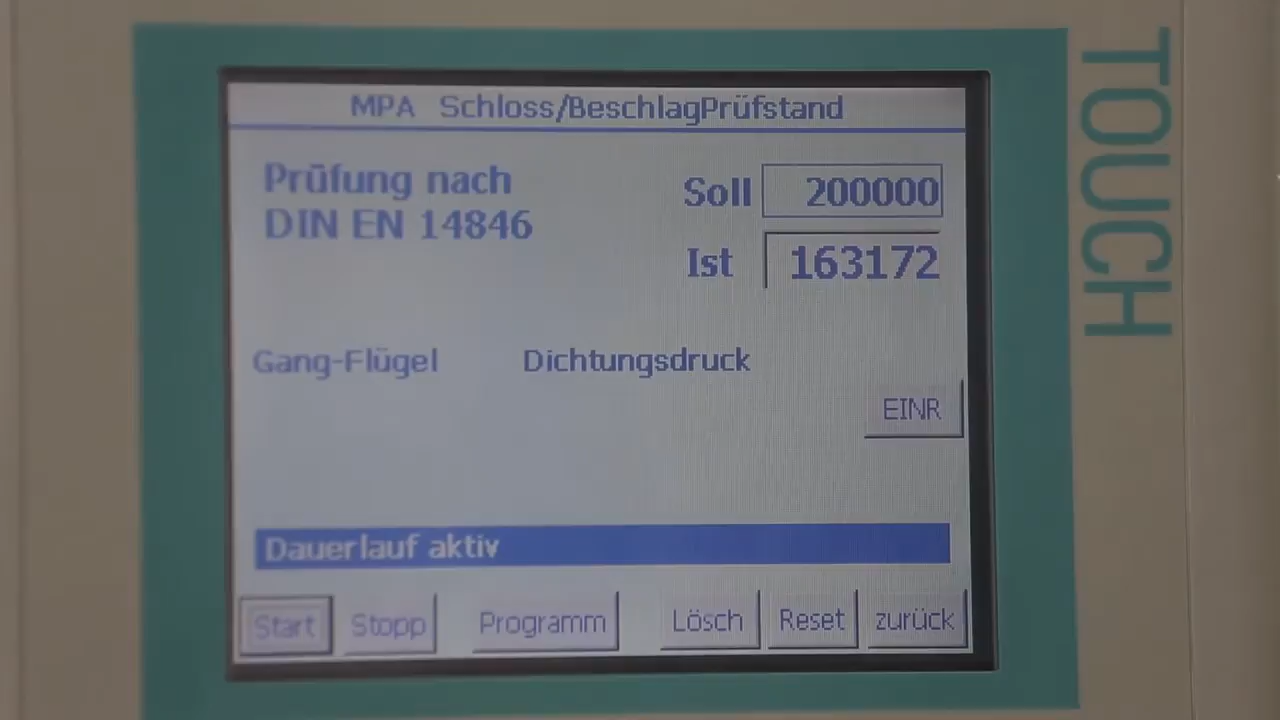 MPA Schloss/BeschlagPrüfstand
Prüfung nach
DIN EN 14846
Soll 200000
Ist 163172
Gang-Flügel Dichtungsdruck
EINR
Dauerlauf aktiv
Start Stopp Programm Lösch Reset zurück
TOUCH